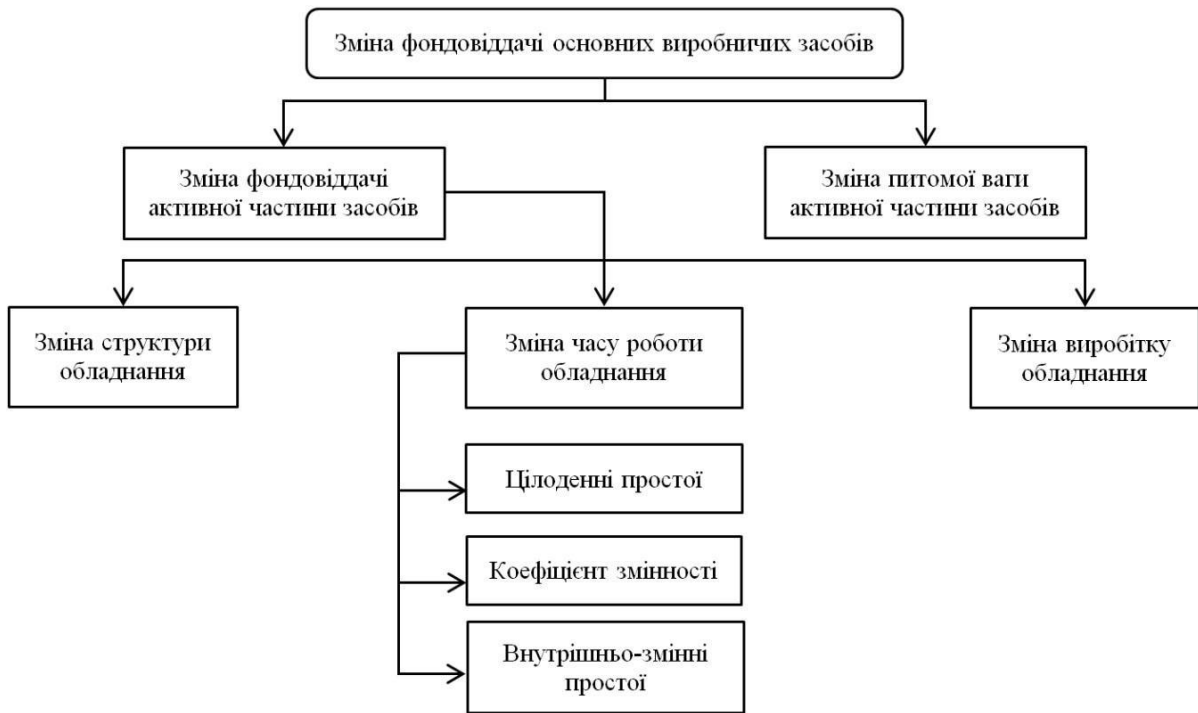 Зміна фондовіддачі основних виробничих засобів
Зміна фондовіддачі
активної частини засобів
Зміна питомої ваги
активної частини засобів
Зміна структури
обладнання
Зміна часу роботи
обладнання
Зміна виробітку
обладнання
Цілоденні простої
Коефіцієнт змінності
Внутрішньо-змінні
простої